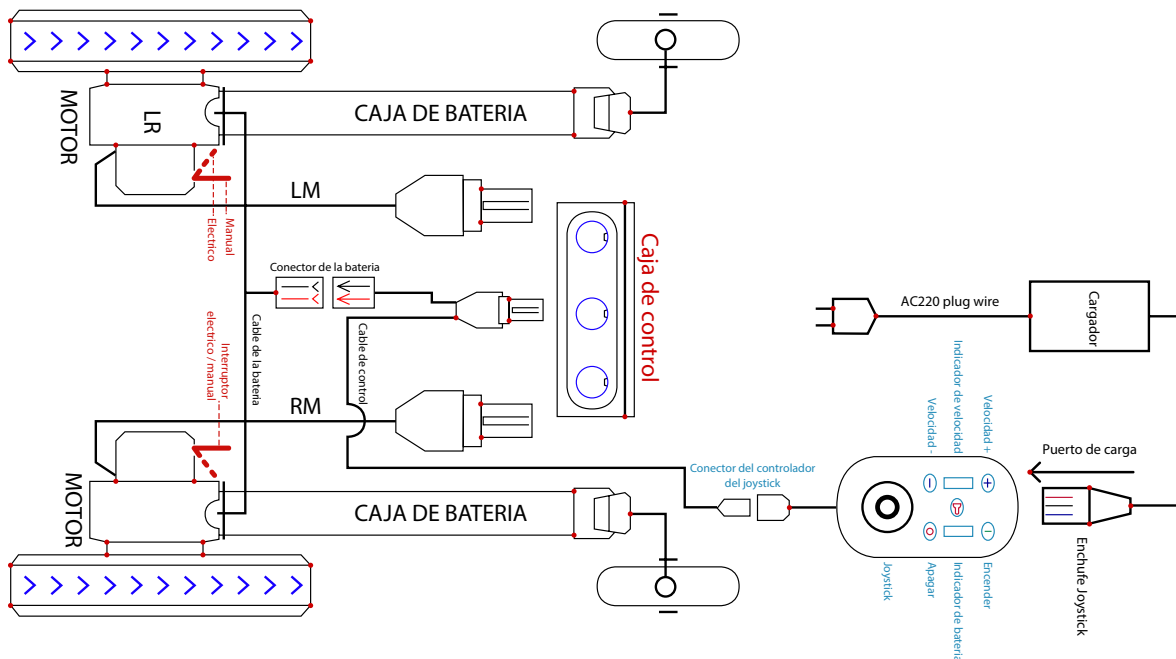 MOTOR
LR
CAJA DE BATERIA
LM
Manual
Electrico
Conector de la bateria
Caja de control
AC220 plug wire
Cargador
Interruptor
electrico / manual
Cable de la bateria
Cable de control
RM
Indicador de velocidad
Velocidad -
Velocidad +
Puerto de carga
Conector del controlador
del joystick
MOTOR
CAJA DE BATERIA
Joystick
Apagar
Indicador de bateria
Encender
Enchufe Joystick